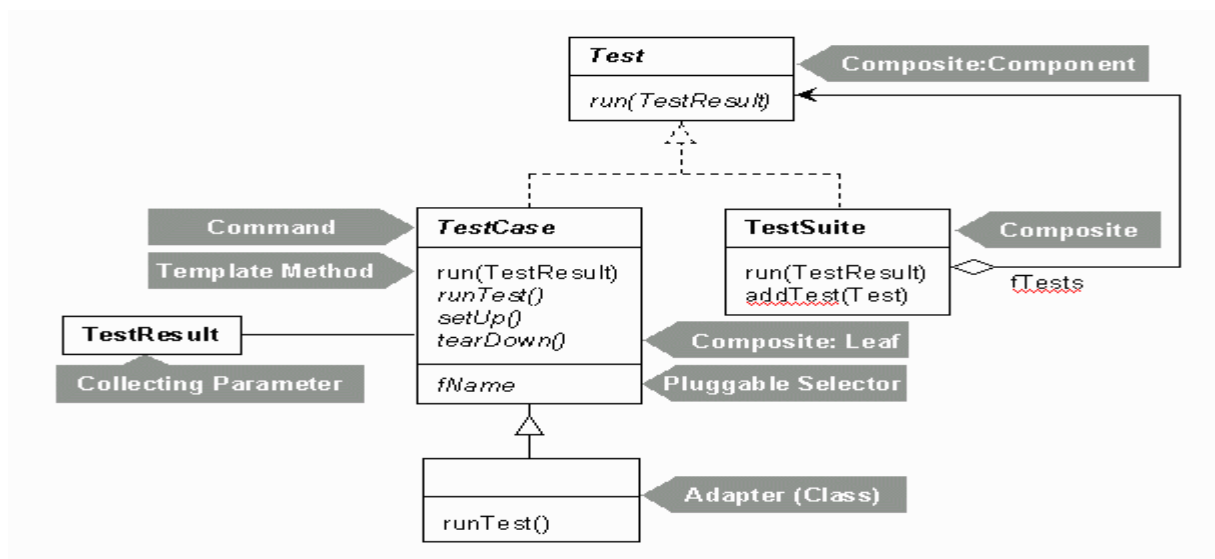 Test
Composite:Component
run(TestResult)
Command
TestCase
TestSuite
Composite
Template Method
run(TestResult)
runTest()
setUp()
tearDown()
run(TestResult)
addTest(Test)
fTests
TestResult
Composite: Leaf
Collecting Parameter
fName
Pluggable Selector
Adapter (Class)
runTest()